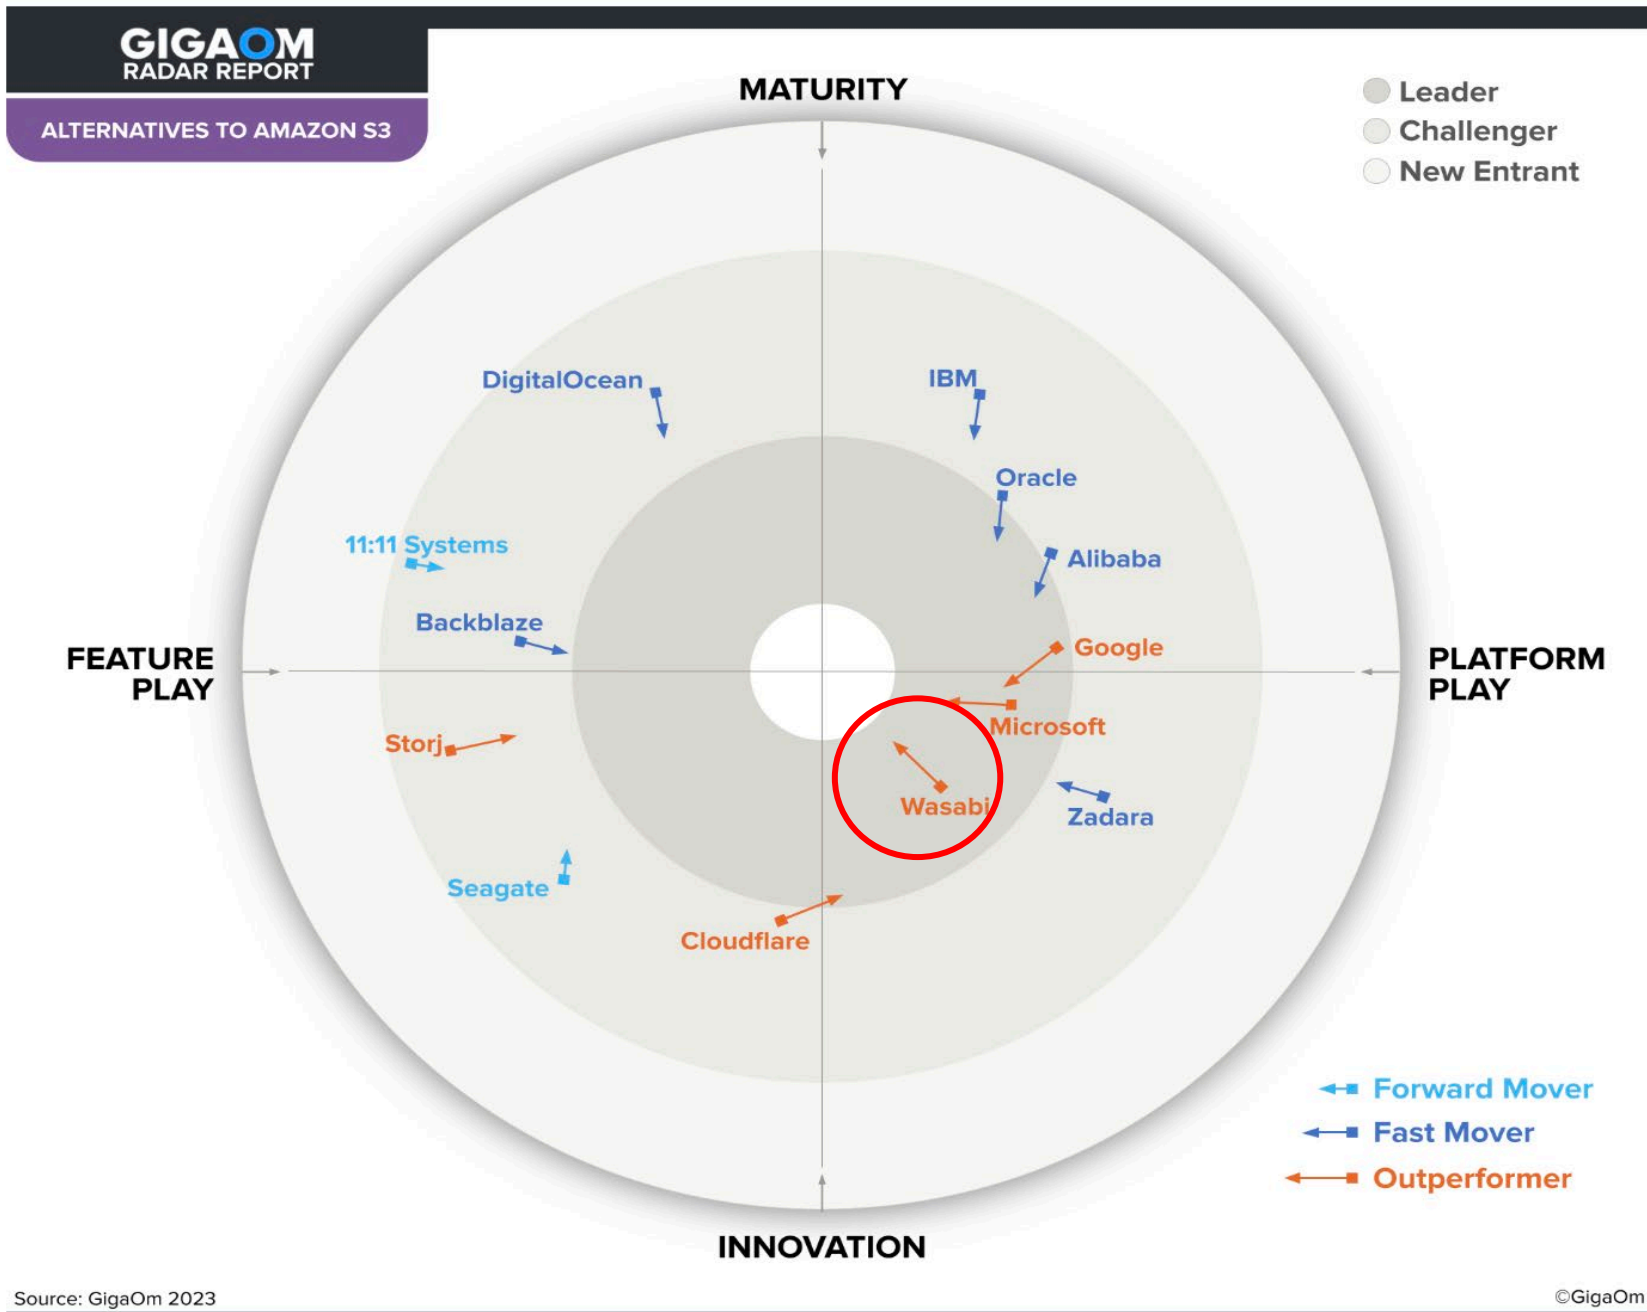 GIGAOM
RADAR REPORT
ALTERNATIVES TO AMAZON S3
MATURITY
Leader
Challenger
New Entrant
DigitalOcean
IBM
Oracle
11:11 Systems
Alibaba
Backblaze
Google
FEATURE
PLAY
PLATFORM
PLAY
Microsoft
Storj
Wasabi
Zadara
Seagate
Cloudflare
Forward Mover
Fast Mover
Outperformer
INNOVATION
Source: GigaOm 2023
©GigaOm